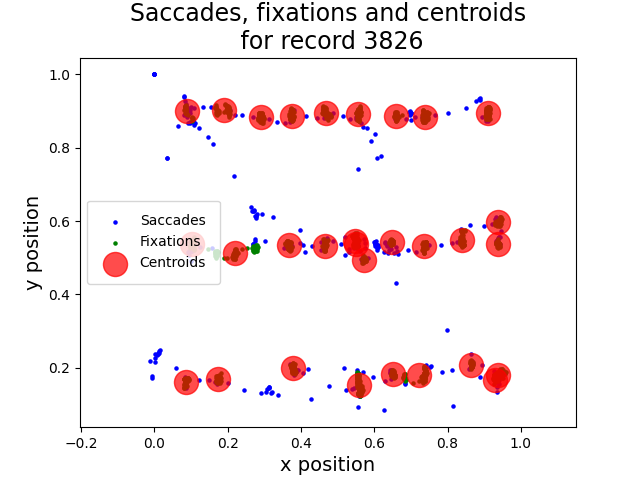 Saccades, fixations and centroids
for record 3826
1.0
0.8
0.6
0.4
0.2
y position
Saccades
Fixations
Centroids
−0.2
0.0
0.2
0.4
0.6
0.8
1.0
x position